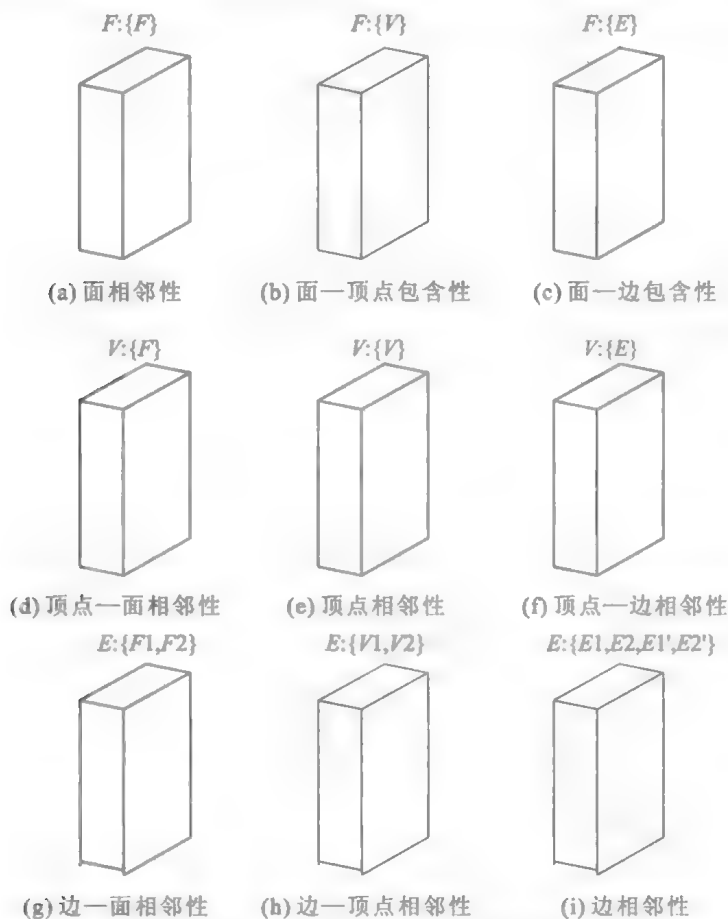 F:{F} F:{V} F:{E}
(a) 面相邻性 (b) 面—顶点包含性 (c) 面—边包含性
V:{F} V:{V} V:{E}
(d) 顶点—面相邻性 (e) 顶点相邻性 (f) 顶点—边相邻性
E:{F1,F2} E:{V1,V2} E:{E1,E2,E1',E2'}
(g) 边—面相邻性 (h) 边—顶点相邻性 (i) 边相邻性